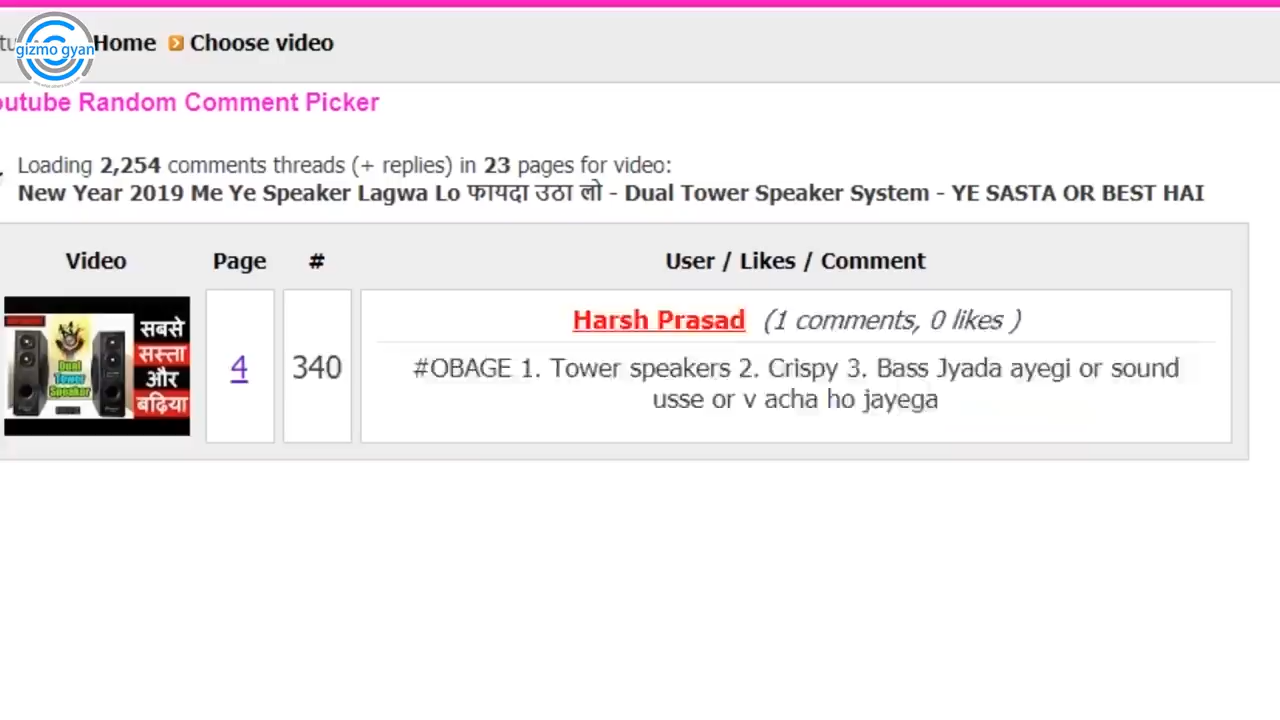 gizmo gyan
Home Choose video
outube Random Comment Picker
Loading 2,254 comments threads (+ replies) in 23 pages for video:
New Year 2019 Me Ye Speaker Lagwa Lo फायदा उठा लो - Dual Tower Speaker System - YE SASTA OR BEST HAI
Video Page # User / Likes / Comment
सबसे
सस्ता
और
बढ़िया
Dual
Tower
Speaker
4 340
Harsh Prasad (1 comments, 0 likes )
#OBAGE 1. Tower speakers 2. Crispy 3. Bass Jyada ayegi or sound
usse or v acha ho jayega